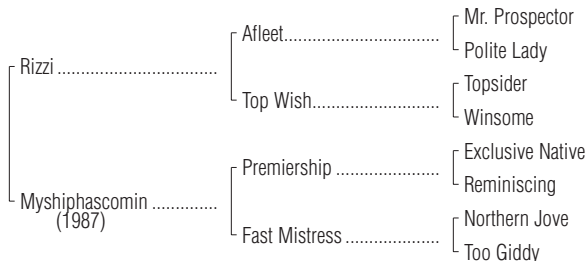 Mr. Prospector
Afleet........................................
Polite Lady
Rizzi .........................................
Topsider
Top Wish.................................
Winsome
Exclusive Native
Premiership ...........................
Reminiscing
Myshiphascomin ................
(1987)
Northern Jove
Fast Mistress ........................
Too Giddy